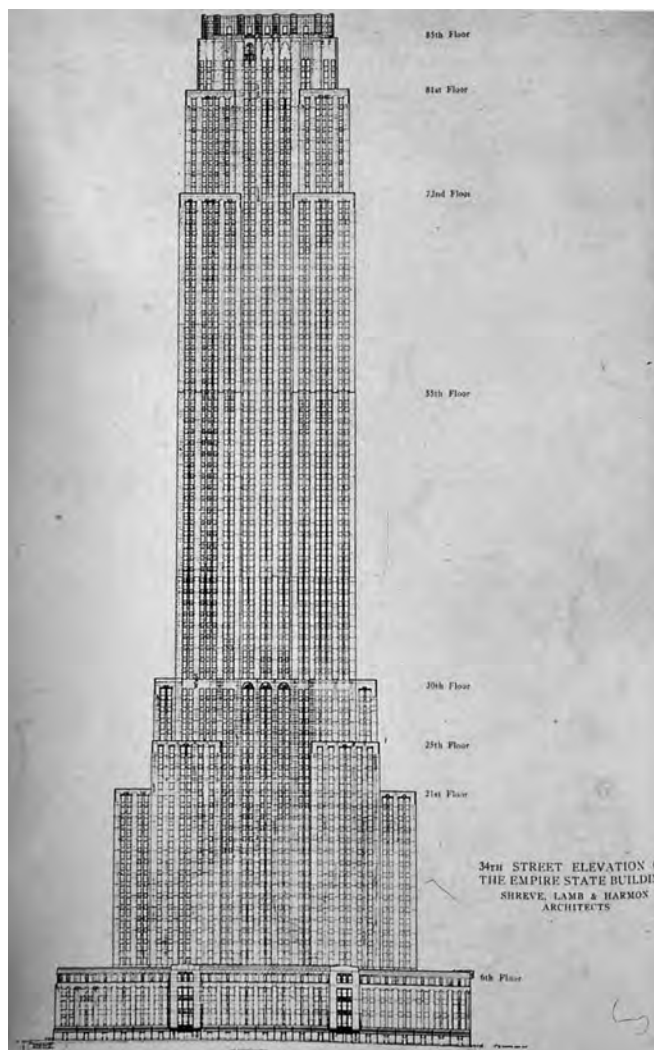 85th Floor
81st Floor
72nd Floor
55th Floor
30th Floor
25th Floor
21st Floor
34TH STREET ELEVATION
THE EMPIRE STATE BUILDIN
SHREVE, LAMB & HARMON
ARCHITECTS
6th Floor